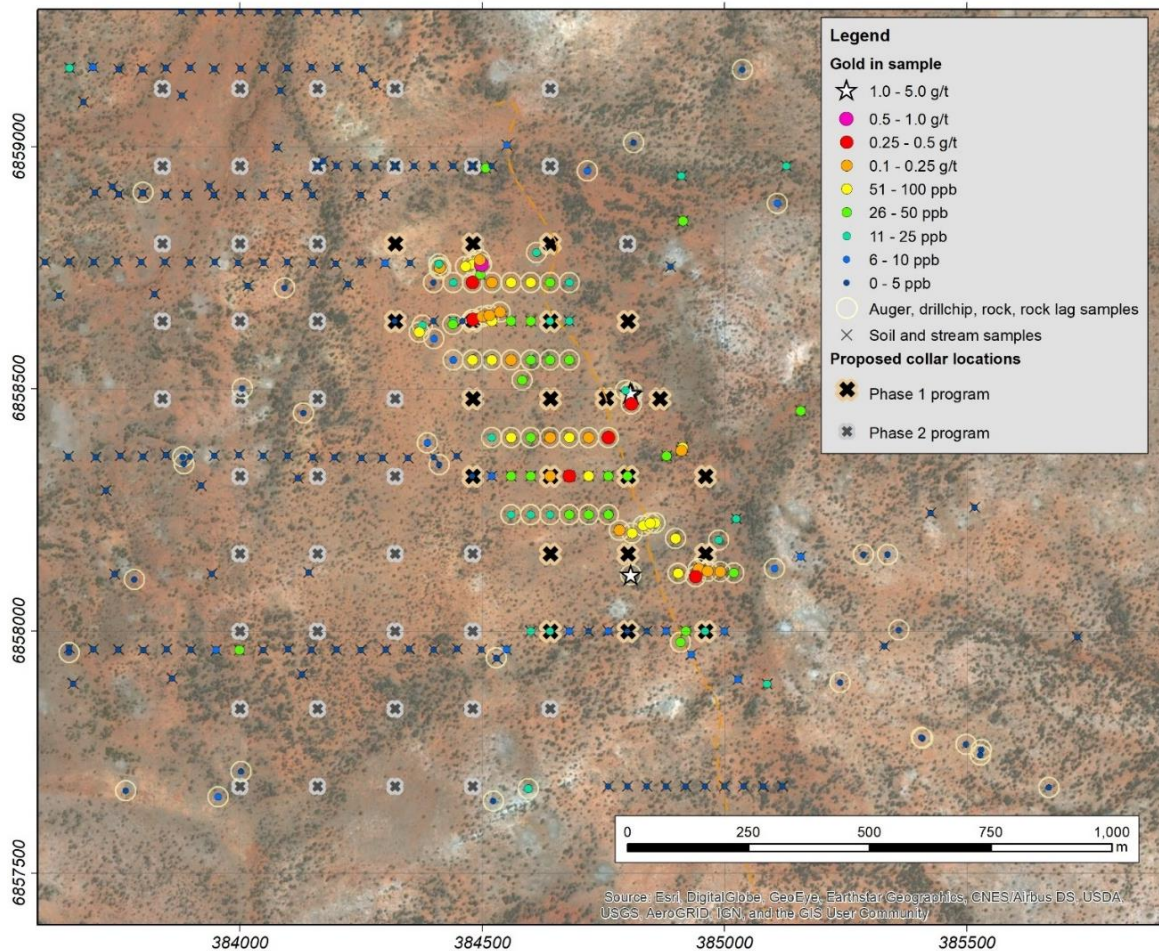 Legend
Gold in sample
1.0 - 5.0 g/t
0.5 - 1.0 g/t
0.25 - 0.5 g/t
0.1 - 0.25 g/t
51 - 100 ppb
26 - 50 ppb
11 - 25 ppb
6 - 10 ppb
0 - 5 ppb
Auger, drillchip, rock, rock lag samples
Soil and stream samples
Proposed collar locations
Phase 1 program
Phase 2 program
6859000
6858500
6858000
6857500
0 250 500 750 1,000
m
Source: Esri, DigitalGlobe, GeoEye, Earthstar Geographics, CNES/Airbus DS, USDA,
USGS, AeroGRID, IGN, and the GIS User Community
384000 384500 385000 385500